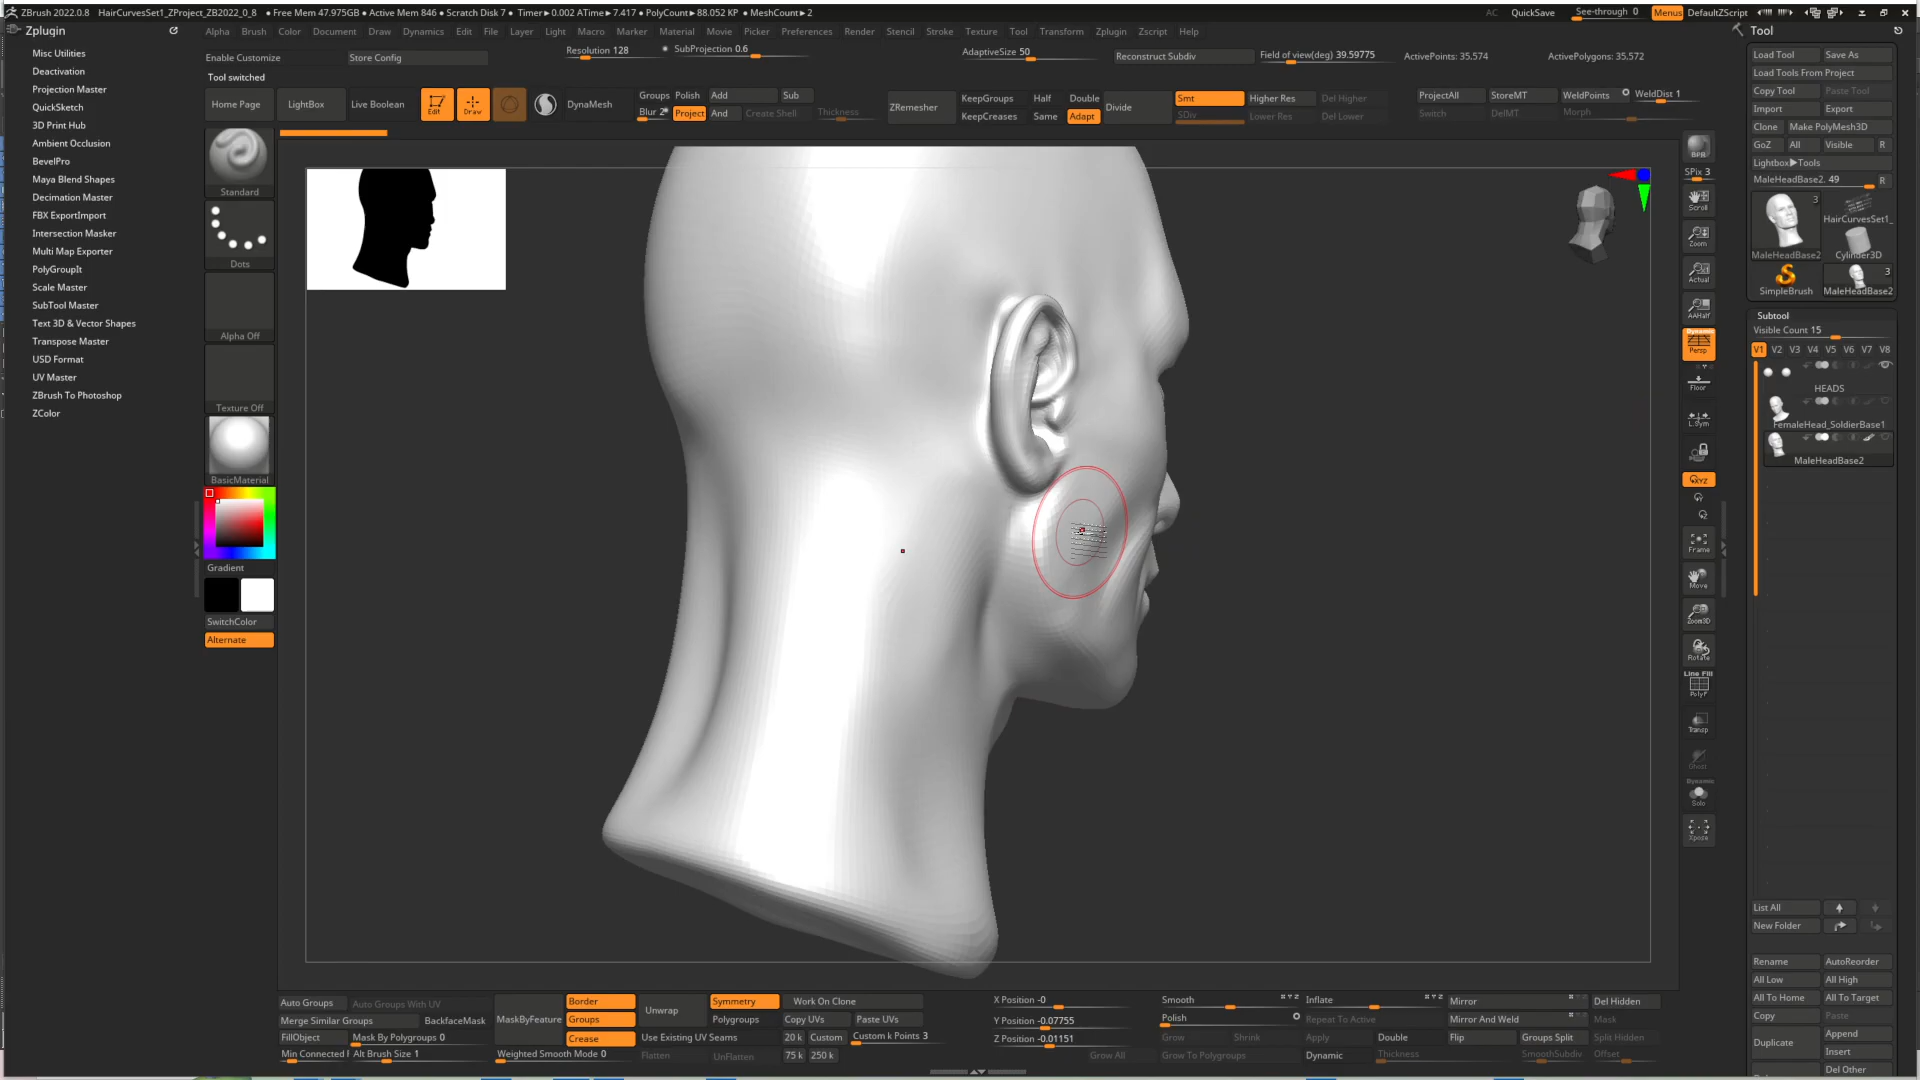 ZBrush 2022.0.8 HairCurvesSet1_ZProject_ZB2022_0_8 ● Free Mem 47.975GB ● Active Mem 846 ● Scratch Disk 7 ● Timer▶0.002 ATime▶7.417 ● PolyCount▶88.052 KP ● MeshCount▶2
AC QuickSave See-through 0 Menus DefaultZScript
Zplugin
Alpha Brush Color Document Draw Dynamics Edit File Layer Light Macro Marker Material Movie Picker Preferences Render Stencil Stroke Texture Tool Transform Zplugin Zscript Help
Tool
Misc Utilities
Deactivation
Projection Master
QuickSketch
3D Print Hub
Ambient Occlusion
BevelPro
Maya Blend Shapes
Decimation Master
FBX ExportImport
Intersection Masker
Multi Map Exporter
PolyGroupIt
Scale Master
SubTool Master
Text 3D & Vector Shapes
Transpose Master
USD Format
UV Master
ZBrush To Photoshop
ZColor
Enable Customize Store Config Resolution 128 SubProjection 0.6 AdaptiveSize 50 Reconstruct Subdiv Field of view(deg) 39.59775 ActivePoints: 35,574 ActivePolygons: 35,572
Tool switched
Home Page LightBox Live Boolean Edit Draw DynaMesh
Groups Polish Add Sub
Blur 2 Project And Create Shell Thickness
ZRemesher KeepGroups Half Double
KeepCreases Same Adapt
Divide Smt Higher Res Del Higher
SDiv Lower Res Del Lower
ProjectAll StoreMT WeldPoints WeldDist 1
Switch DelMT Morph
Standard
Dots
Alpha Off
Texture Off
BasicMaterial
Gradient
SwitchColor
Alternate
BPR
SPix 3
Scroll
Zoom
Actual
AAHalf
Dynamic
Persp
Floor
L.Sym
XYZ
Frame
Move
Zoom3D
Rotate
Line Fill
PolyF
Transp
Ghost
Dynamic
Solo
Xpose
Load Tool Save As
Load Tools From Project
Copy Tool Paste Tool
Import Export
Clone Make PolyMesh3D
GoZ All Visible R
Lightbox▶Tools
MaleHeadBase2. 49 R
3
HairCurvesSet1_
MaleHeadBase2 Cylinder3D
3
SimpleBrush MaleHeadBase2
Subtool
Visible Count 15
V1 V2 V3 V4 V5 V6 V7 V8
HEADS
FemaleHead_SoldierBase1
MaleHeadBase2
List All
New Folder
Rename AutoReorder
All Low All High
All To Home All To Target
Copy Paste
Duplicate Append
Insert
Del Other
Auto Groups Auto Groups With UV
Merge Similar Groups BackfaceMask
FillObject Mask By Polygroups 0
Min Connected Alt Brush Size 1
MaskByFeature Border
Groups
Crease
Weighted Smooth Mode 0
Unwrap Symmetry Work On Clone
Polygroups Copy UVs Paste UVs
Use Existing UV Seams 20 k Custom Custom k Points 3
Flatten UnFlatten 75 k 250 k
X Position -0
Y Position -0.07755
Z Position -0.01151
Grow All
Smooth Inflate Mirror Del Hidden
Polish Repeat To Active Mirror And Weld Mask
Grow Shrink Apply Double Flip Groups Split Split Hidden
Grow To Polygroups Dynamic Thickness SmoothSubdiv Offset